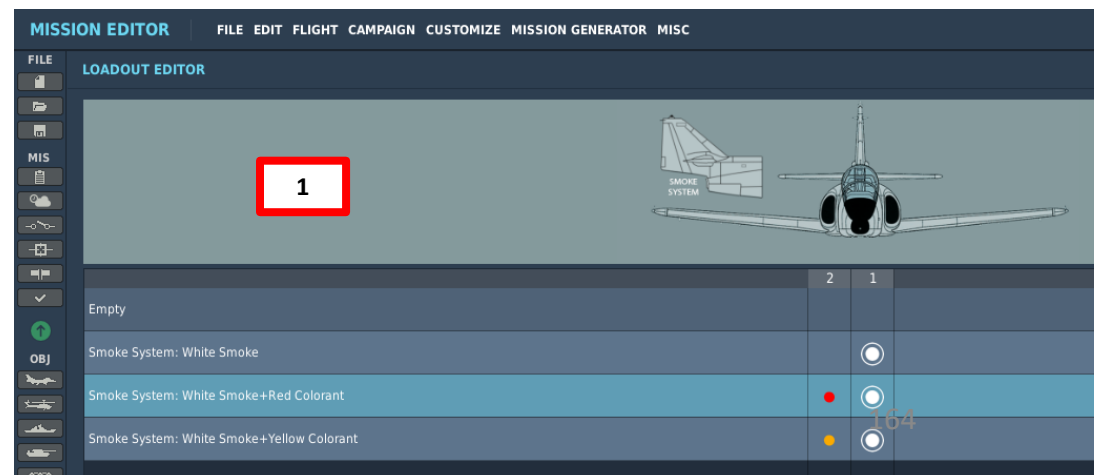 MISSION EDITOR FILE EDIT FLIGHT CAMPAIGN CUSTOMIZE MISSION GENERATOR MISC
FILE
LOADOUT EDITOR
MIS
1
SMOKE
SYSTEM
2 1
Empty
OBJ
Smoke System: White Smoke
Smoke System: White Smoke+Red Colorant
164
Smoke System: White Smoke+Yellow Colorant